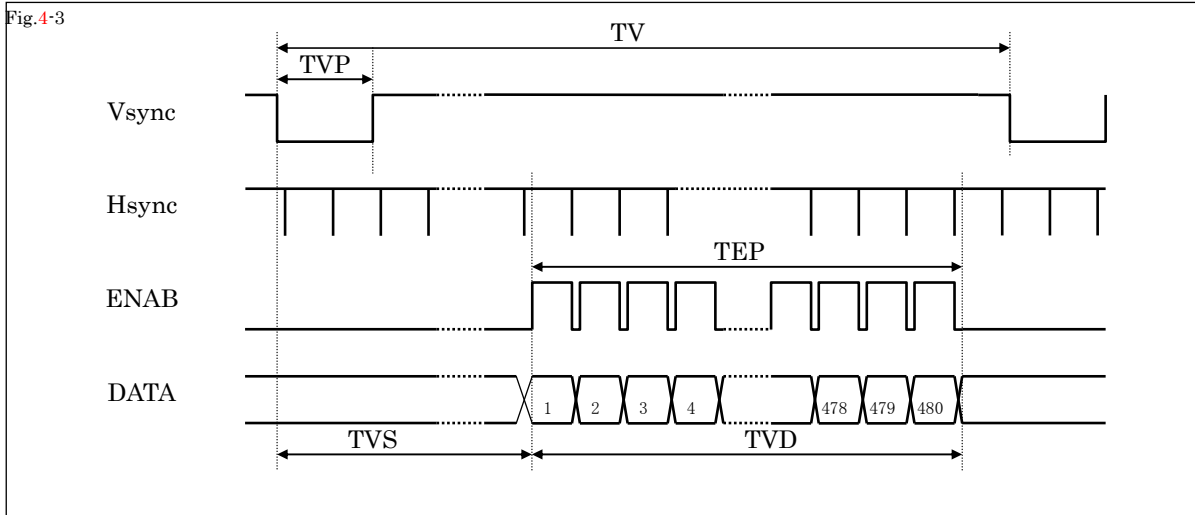 Fig.4-3
TV
TVP
Vsync
Hsync
TEP
ENAB
DATA
1 2 3 4 478 479 480
TVS TVD